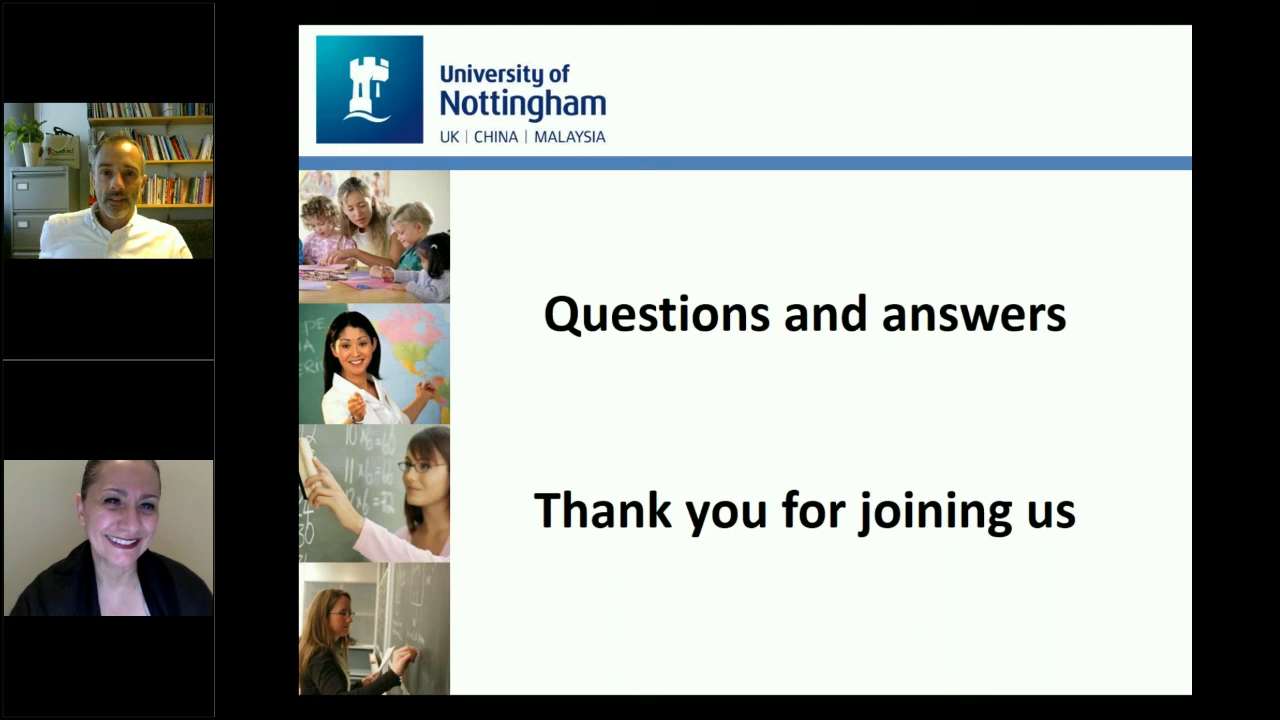 University of
Nottingham
UK | CHINA | MALAYSIA
Questions and answers
Thank you for joining us